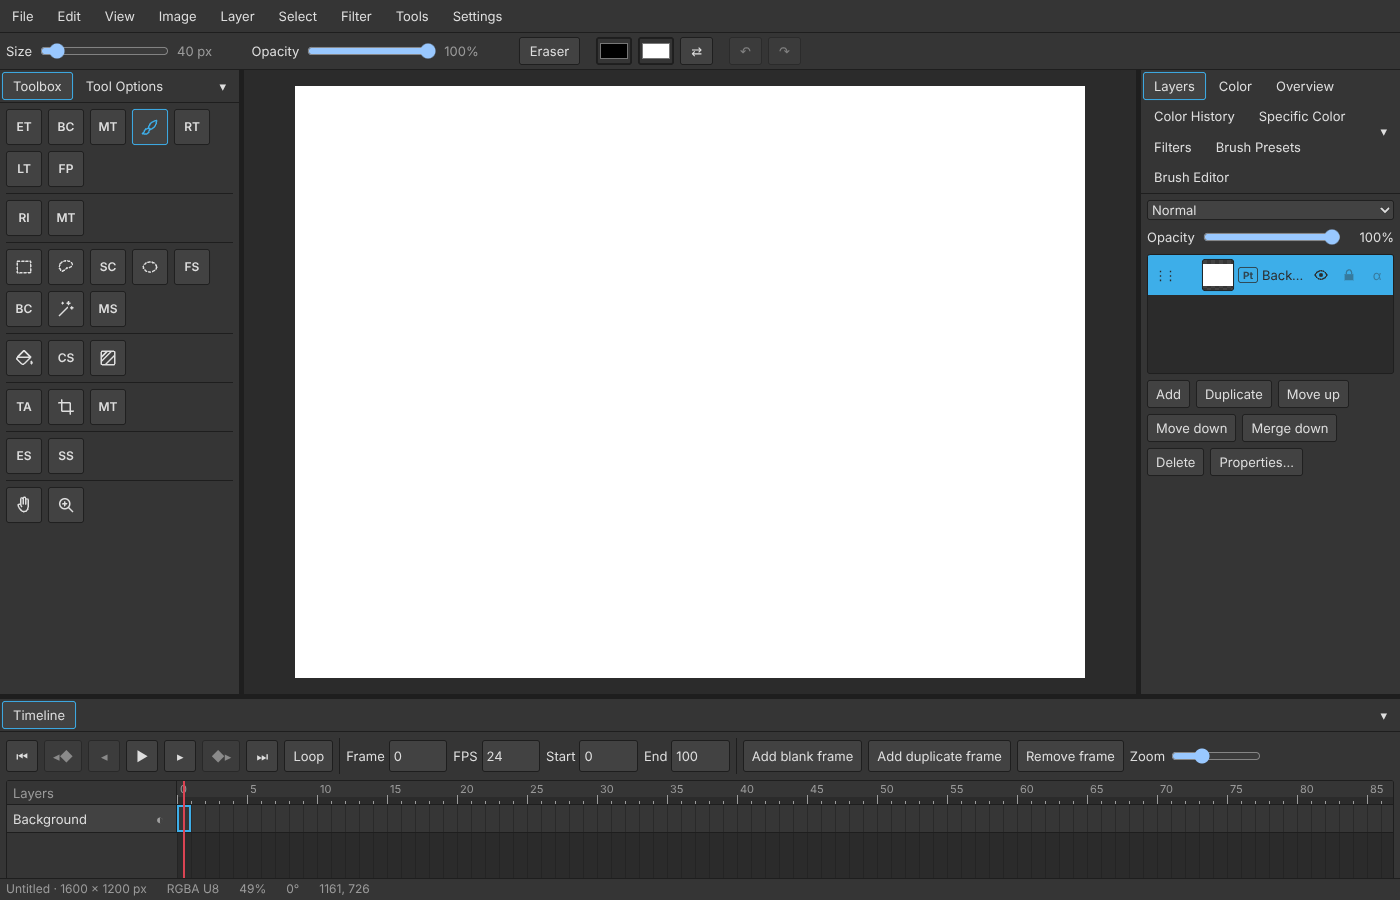 File Edit View Image Layer Select Filter Tools Settings
Size 40 px Opacity 100% Eraser
Toolbox Tool Options
ET BC MT RT
LT FP
RI MT
SC FS
BC MS
CS
TA MT
ES SS
Layers Color Overview
Color History Specific Color
Filters Brush Presets
Brush Editor
Normal
Opacity 100%
Pt Back... α
Add Duplicate Move up
Move down Merge down
Delete Properties...
Timeline
Loop Frame 0 FPS 24 Start 0 End 100 Add blank frame Add duplicate frame Remove frame Zoom
Layers 0 5 10 15 20 25 30 35 40 45 50 55 60 65 70 75 80 85
Background
Untitled · 1600 × 1200 px RGBA U8 49% 0° 1161, 726